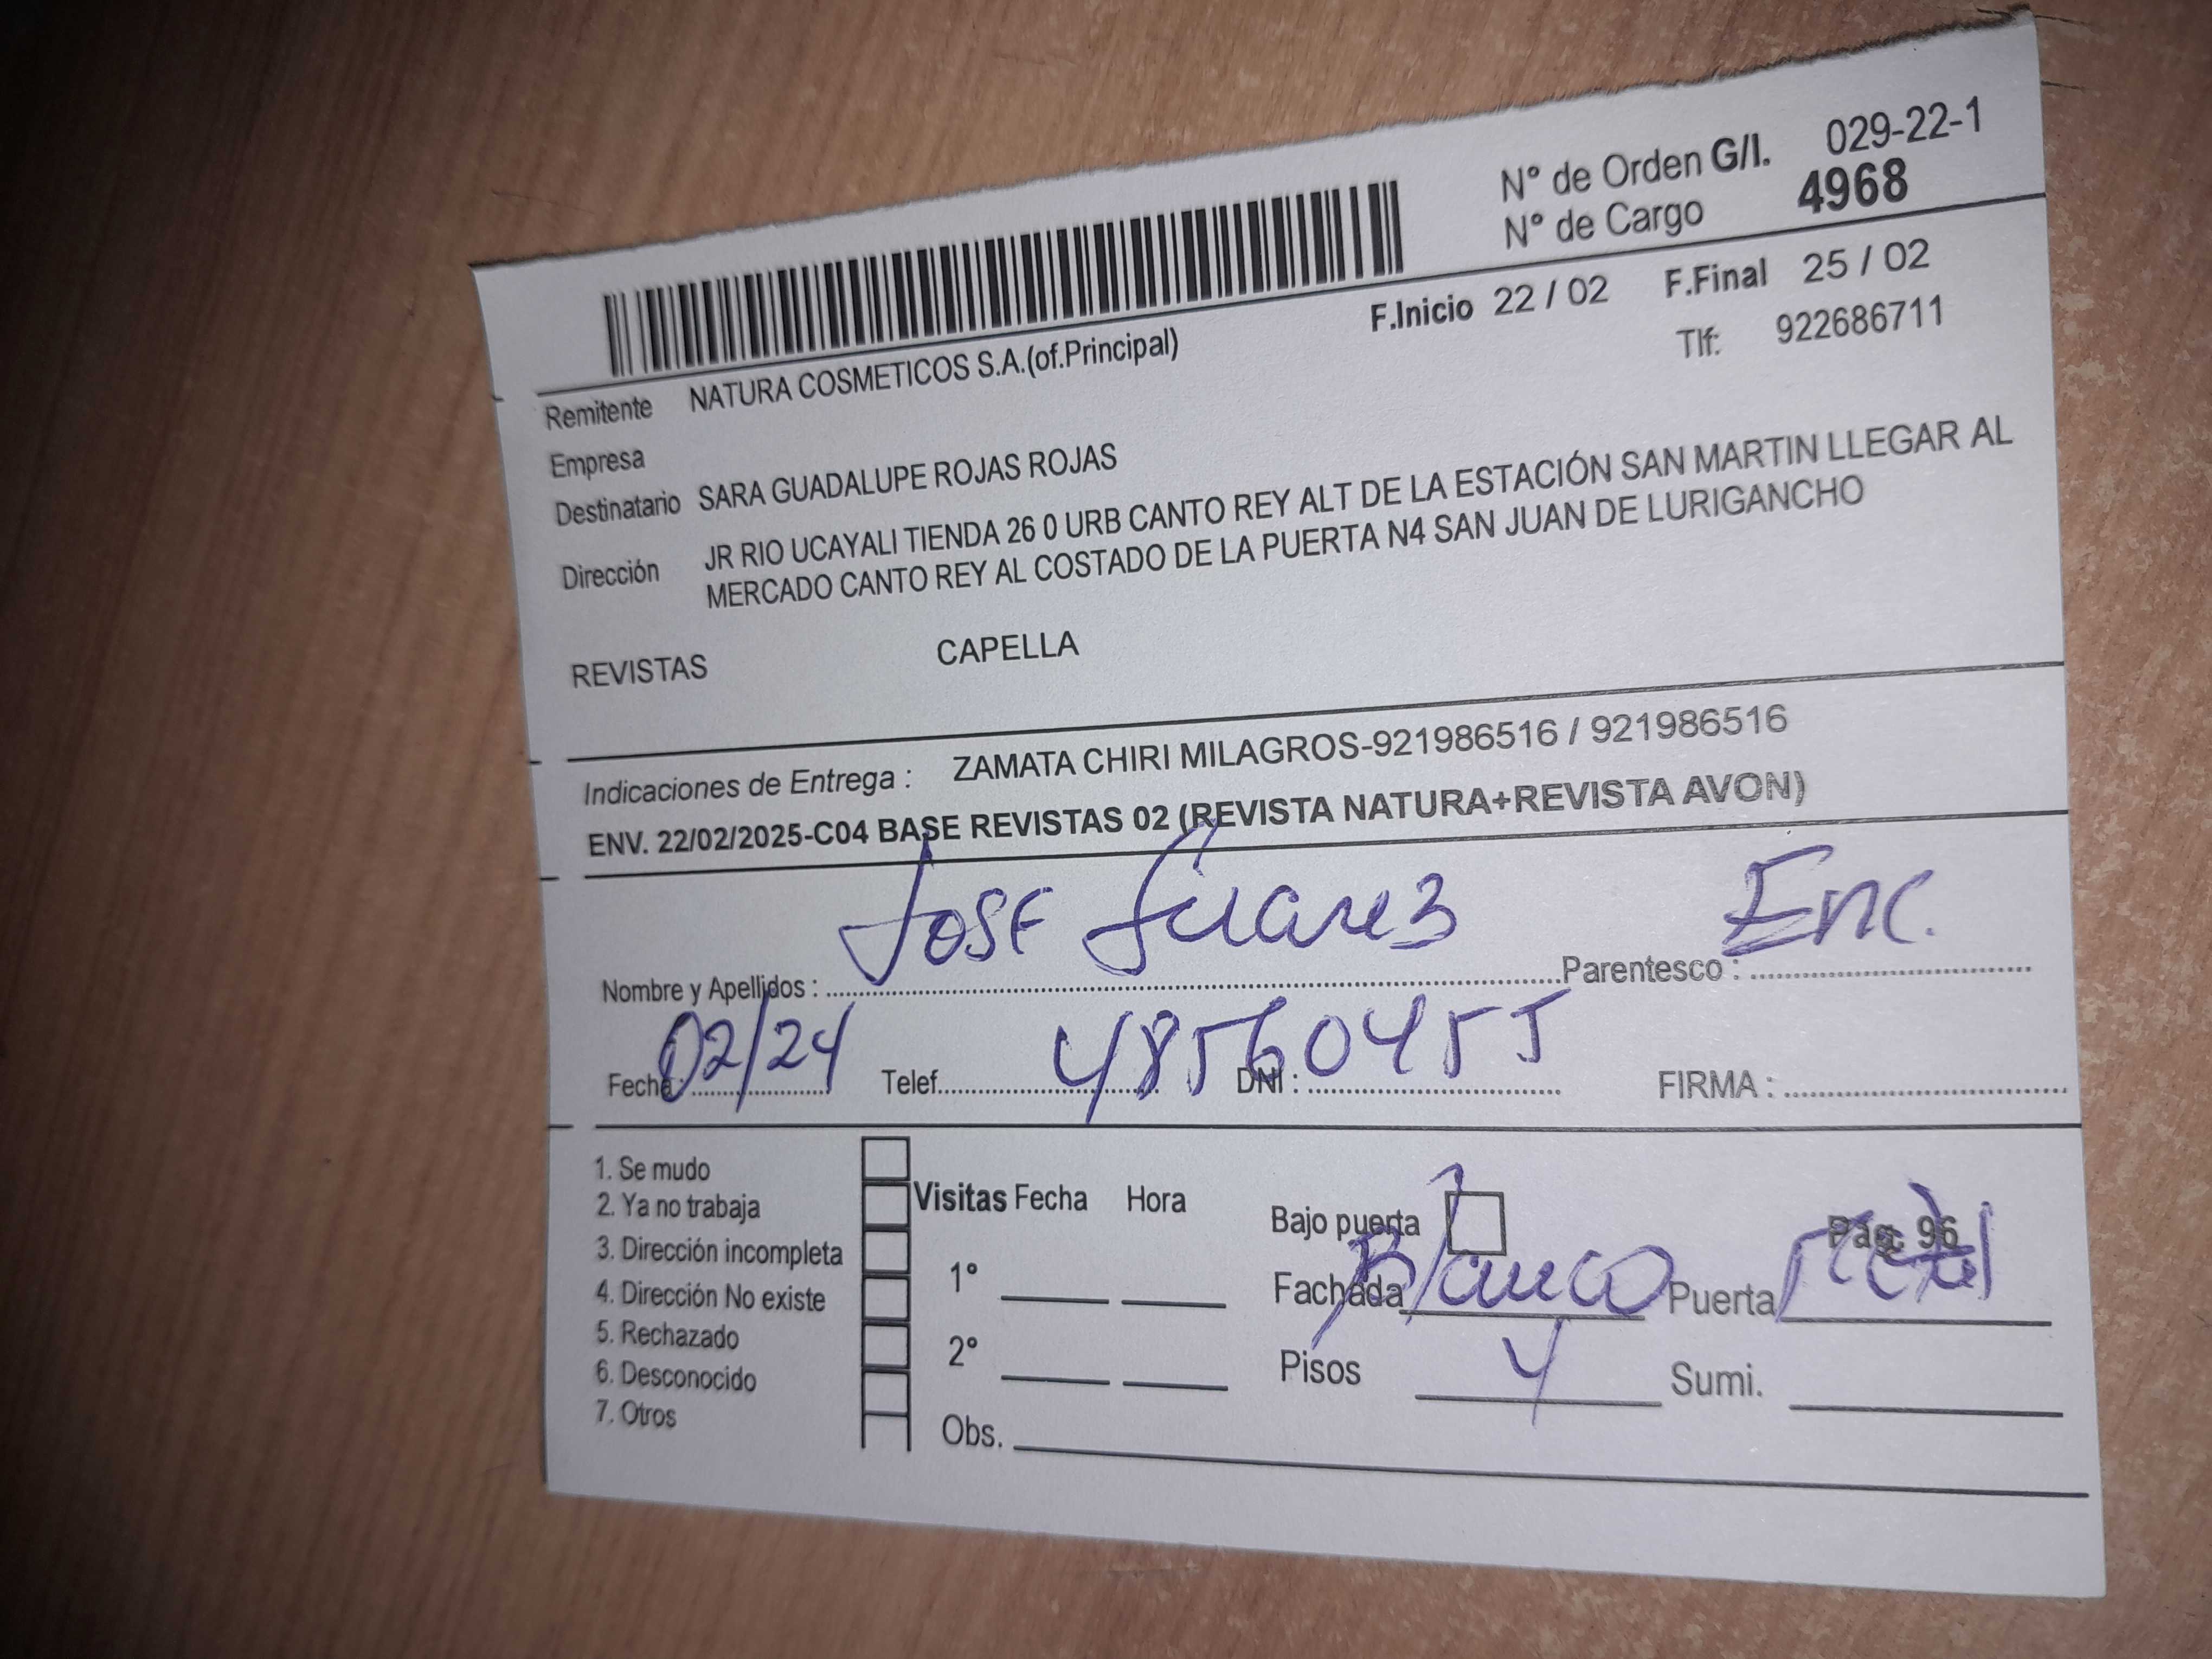 N° de Orden G/I. 029-22-1
N° de Cargo 4968
F.Inicio 22 / 02 F.Final 25 / 02
Tlf: 922686711
Remitente NATURA COSMETICOS S.A.(of.Principal)
Empresa
Destinatario SARA GUADALUPE ROJAS ROJAS
Dirección JR RIO UCAYALI TIENDA 26 0 URB CANTO REY ALT DE LA ESTACIÓN SAN MARTIN LLEGAR AL
MERCADO CANTO REY AL COSTADO DE LA PUERTA N4 SAN JUAN DE LURIGANCHO
REVISTAS CAPELLA
Indicaciones de Entrega : ZAMATA CHIRI MILAGROS-921986516 / 921986516
ENV. 22/02/2025-C04 BASE REVISTAS 02 (REVISTA NATURA+REVISTA AVON)
Nombre y Apellidos : JOSE Suarez Parentesco : Enc.
Fecha : 02/24 Telef. DNI : 48560455 FIRMA :
1. Se mudo
2. Ya no trabaja
3. Dirección incompleta
4. Dirección No existe
5. Rechazado
6. Desconocido
7. Otros
Visitas Fecha Hora
1°
2°
Obs.
Bajo puerta Pag. 96
Fachada Blanco Puerta Metal
Pisos 4 Sumi.